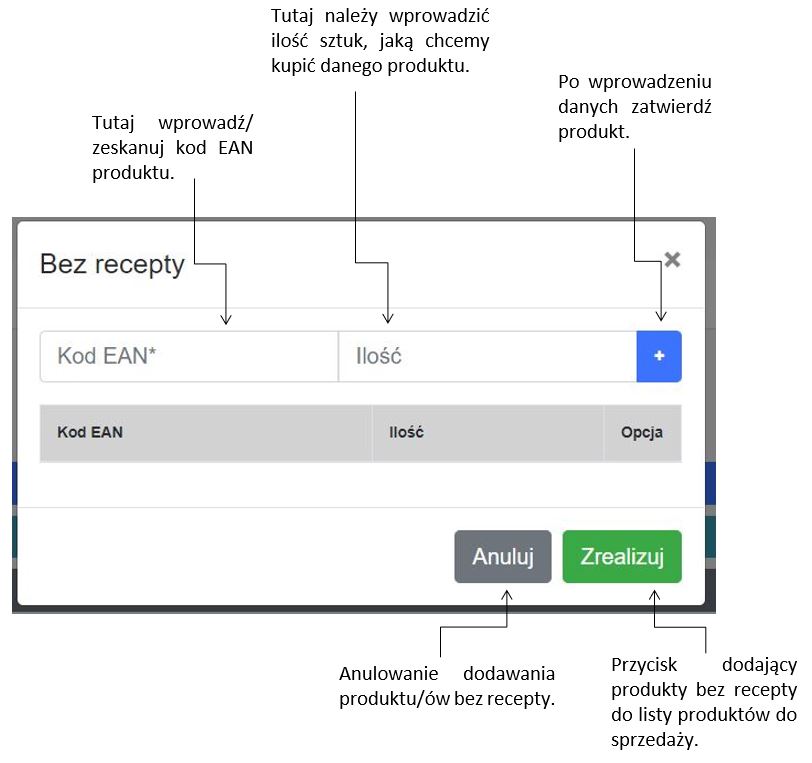 Tutaj należy wprowadzić
ilość sztuk, jaką chcemy
kupić danego produktu.
Po wprowadzeniu
danych zatwierdź
produkt.
Tutaj wprowadź/
zeskanuj kod EAN
produktu.
Bez recepty ×
Kod EAN* Ilość +
Kod EAN Ilość Opcja
Anuluj Zrealizuj
Anulowanie dodawania
produktu/ów bez recepty.
Przycisk dodający
produkty bez recepty
do listy produktów do
sprzedaży.